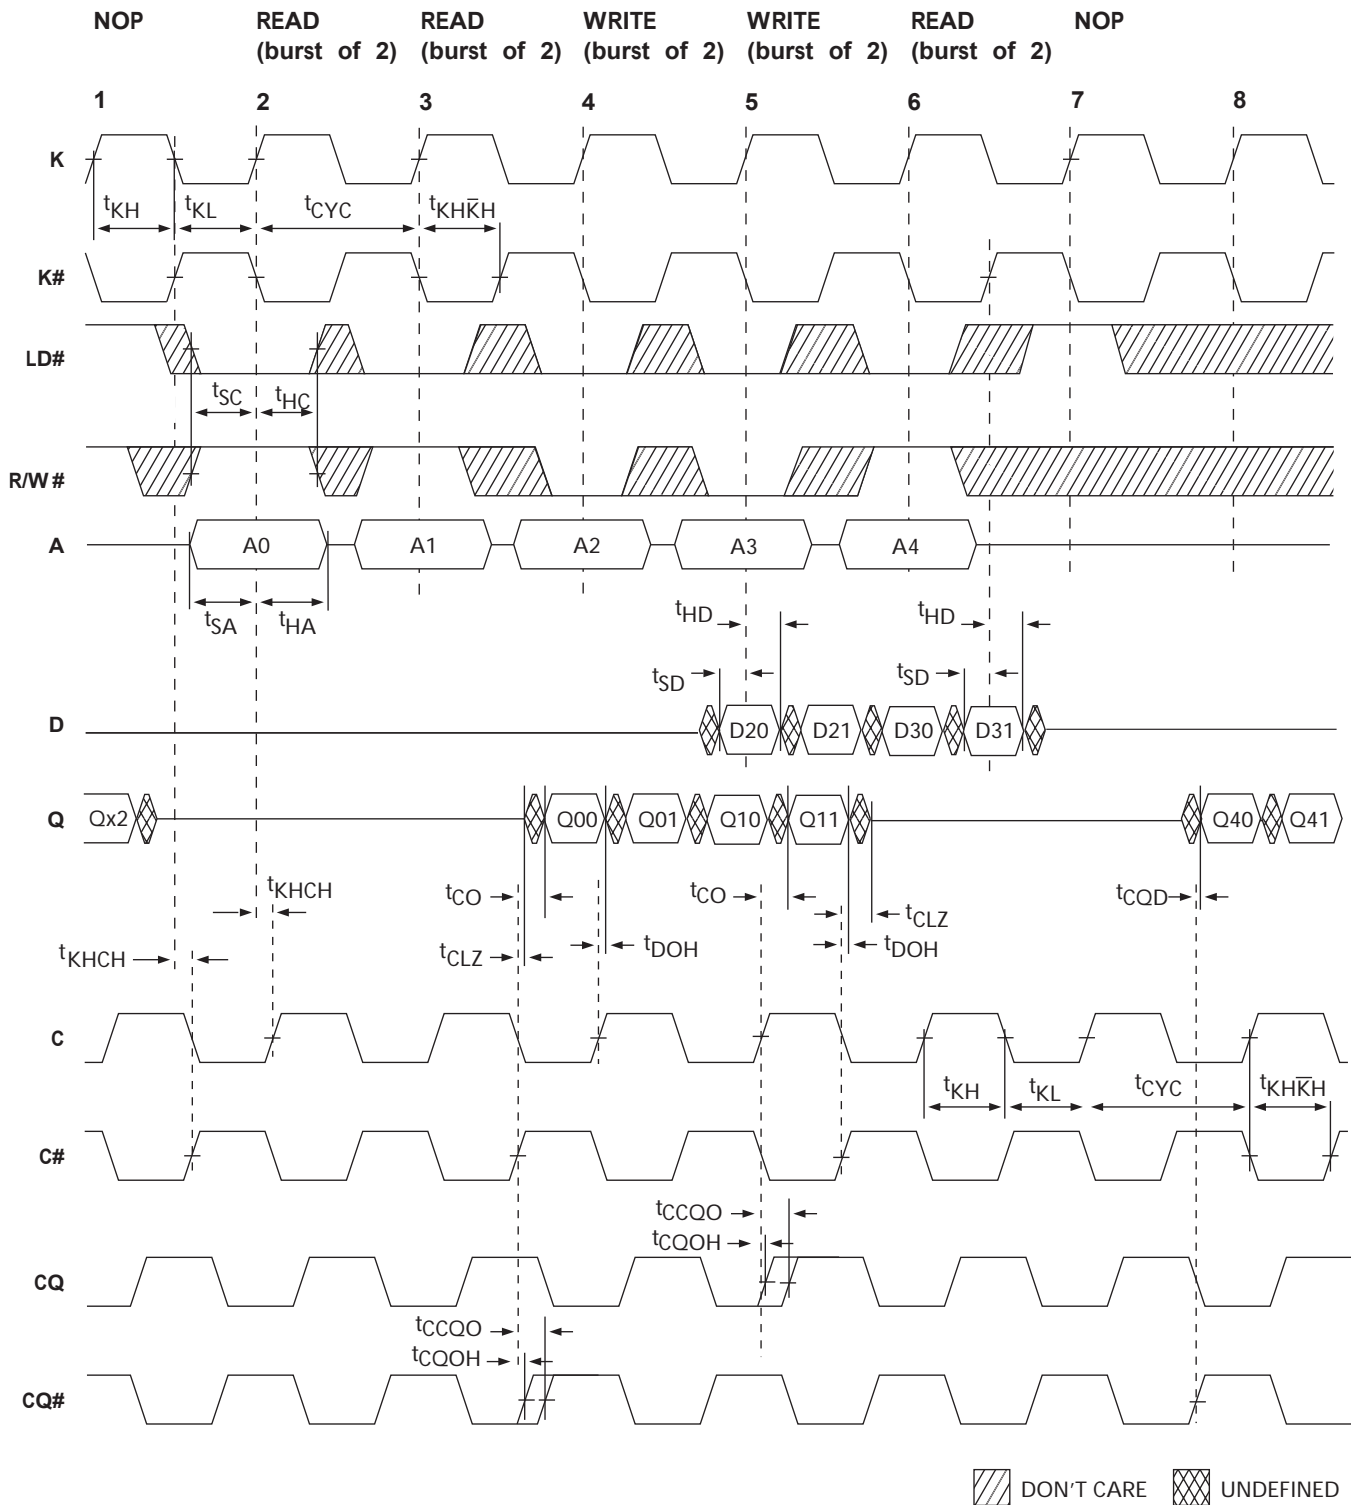 NOP READ READ WRITE WRITE READ NOP
(burst of 2) (burst of 2) (burst of 2) (burst of 2) (burst of 2)
1 2 3 4 5 6 7 8
K
tKH tKL tCYC tKHK̅H
K#
LD#
tSC tHC
R/W#
A A0 A1 A2 A3 A4
tSA tHA tHD tHD
tSD tSD
D D20 D21 D30 D31
Q Qx2 Q00 Q01 Q10 Q11 Q40 Q41
tKHCH tCO tCO tCLZ tCQD
tKHCH tCLZ tDOH tDOH
C
tKH tKL tCYC tKHK̅H
C#
tCCQO
tCQOH
CQ
tCCQO
tCQOH
CQ#
DON'T CARE UNDEFINED